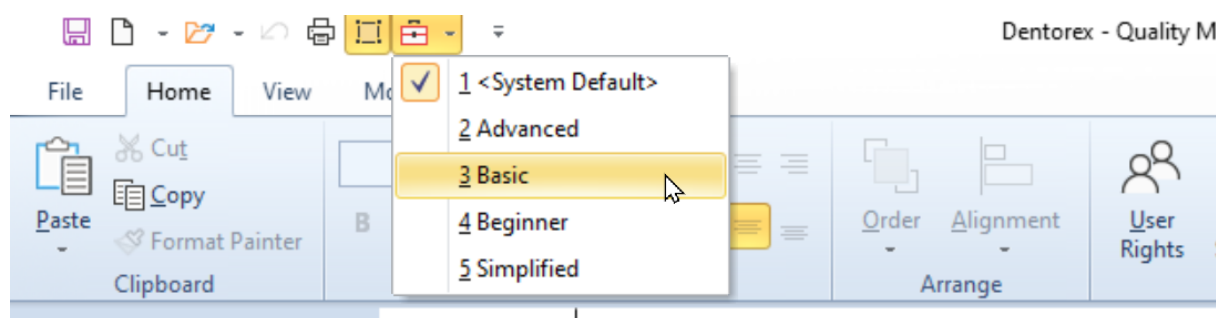 Dentorex - Quality M
File Home View Mo
1 <System Default>
2 Advanced
3 Basic
4 Beginner
5 Simplified
Cut
Copy
Format Painter
Paste
Clipboard
B
Order Alignment
Arrange
User
Rights